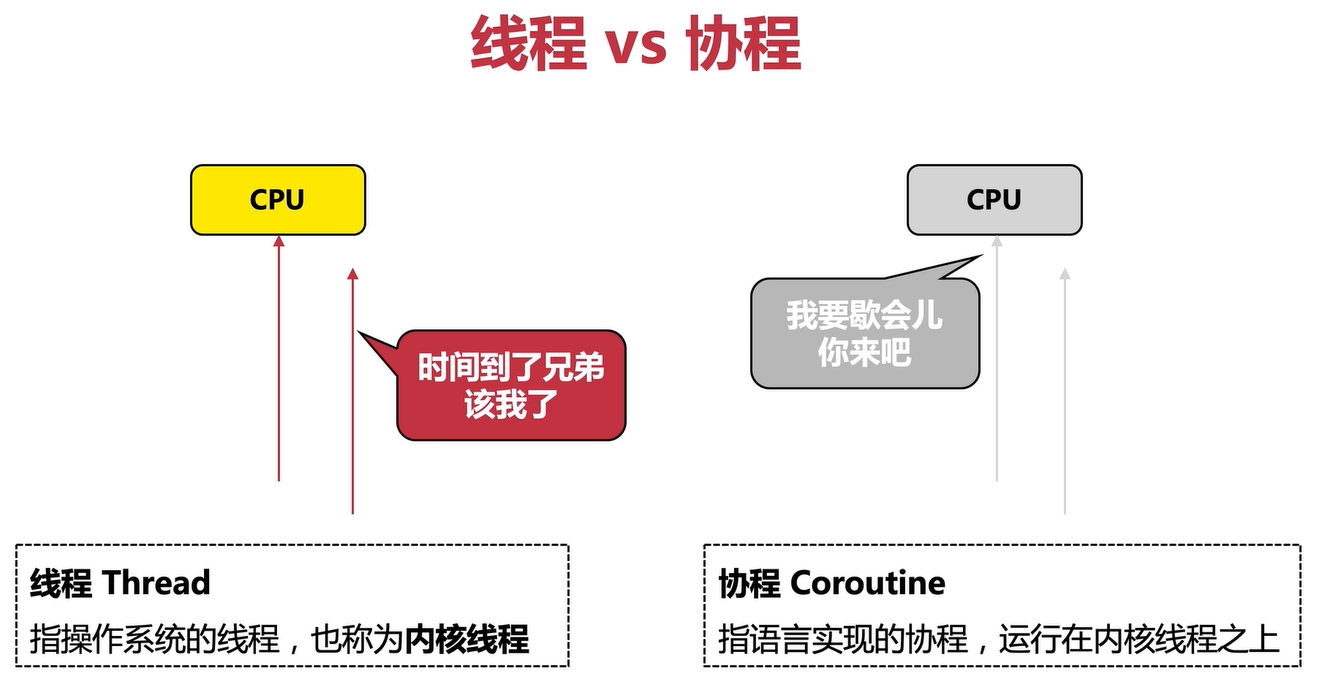 线程 vs 协程
CPU
CPU
我要歇会儿
你来吧
时间到了兄弟
该我了
线程 Thread
指操作系统的线程，也称为内核线程
协程 Coroutine
指语言实现的协程，运行在内核线程之上